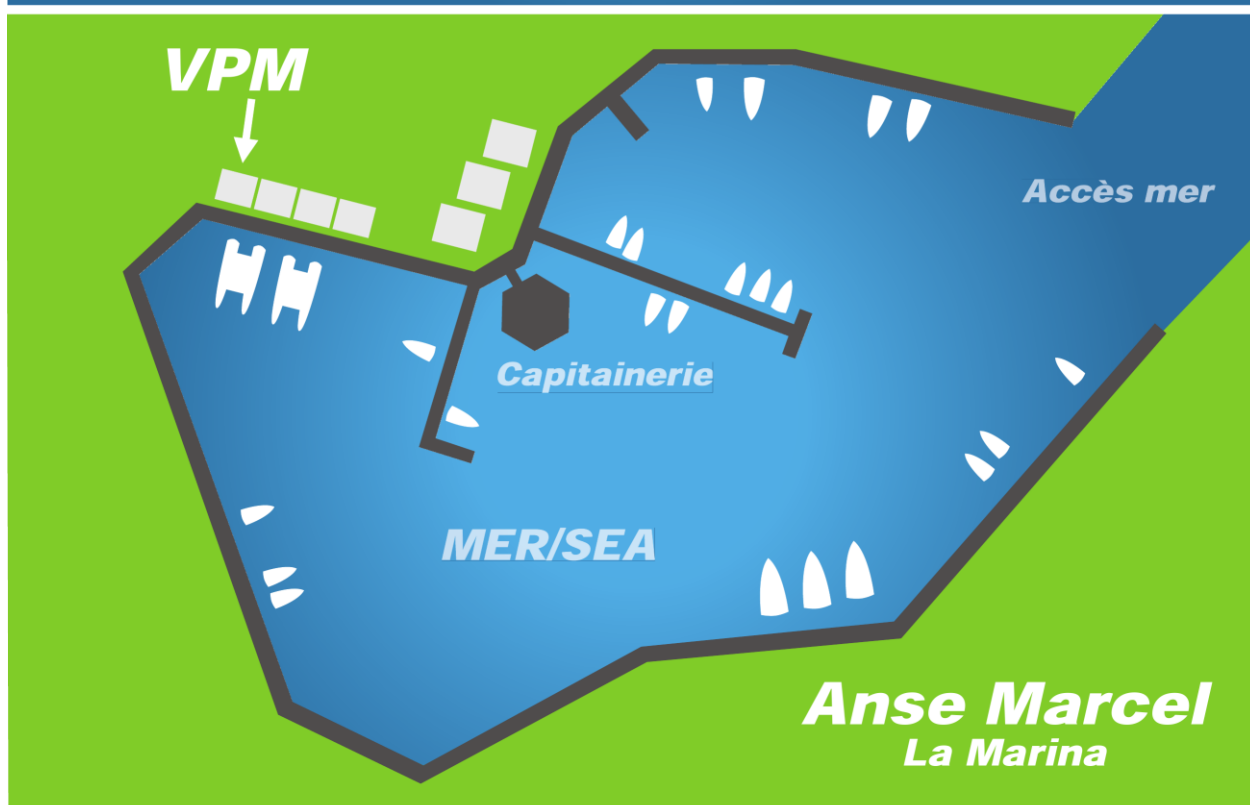 VPM
Accès mer
Capitainerie
MER/SEA
Anse Marcel
La Marina